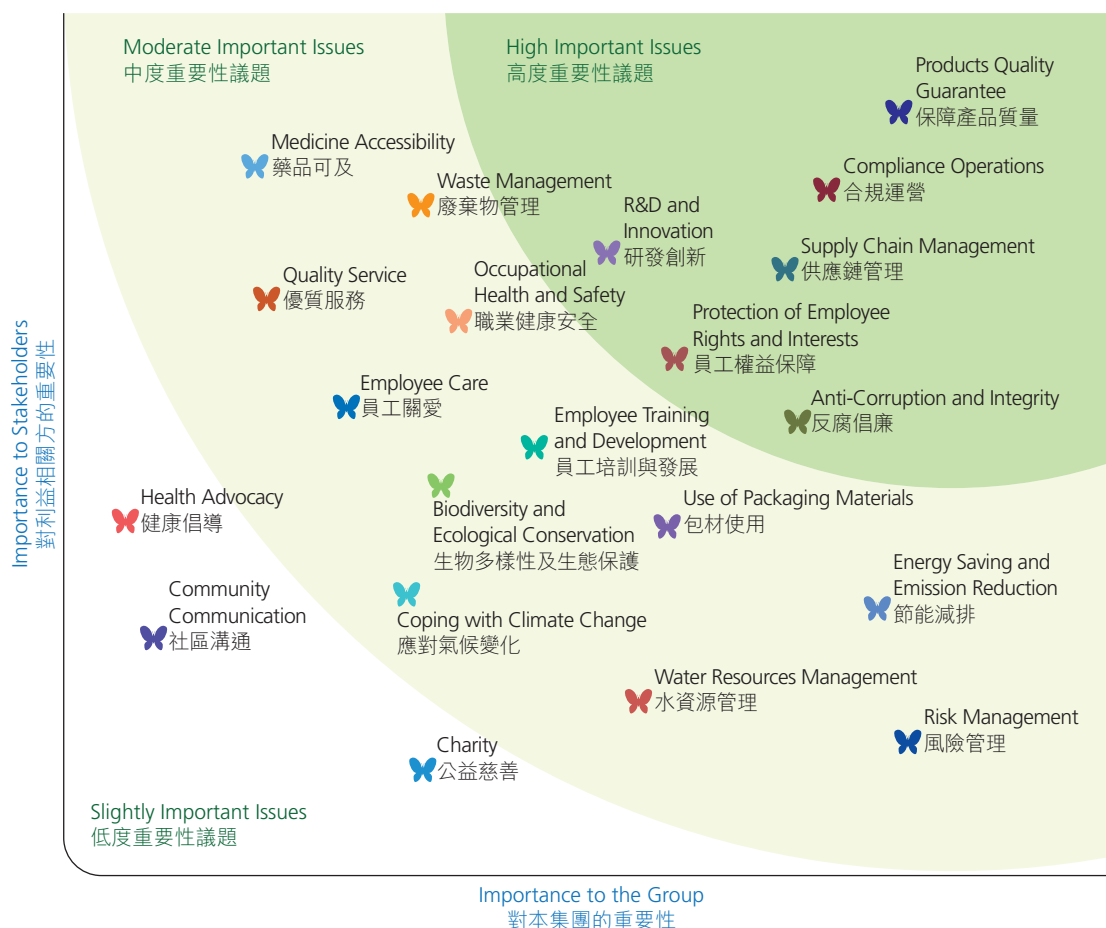 Moderate Important Issues
中度重要性議題
High Important Issues
高度重要性議題
Products Quality
Guarantee
保障產品質量
Medicine Accessibility
藥品可及
Waste Management
廢棄物管理
Compliance Operations
合規運營
R&D and
Innovation
研發創新
Supply Chain Management
供應鏈管理
Quality Service
優質服務
Occupational
Health and Safety
職業健康安全
Protection of Employee
Rights and Interests
員工權益保障
Employee Care
員工關愛
Anti-Corruption and Integrity
反腐倡廉
Employee Training
and Development
員工培訓與發展
Health Advocacy
健康倡導
Biodiversity and
Ecological Conservation
生物多樣性及生態保護
Use of Packaging Materials
包材使用
Energy Saving and
Emission Reduction
節能減排
Community
Communication
社區溝通
Coping with Climate Change
應對氣候變化
Water Resources Management
水資源管理
Risk Management
風險管理
Charity
公益慈善
Slightly Important Issues
低度重要性議題
Importance to Stakeholders
對利益相關方的重要性
Importance to the Group
對本集團的重要性